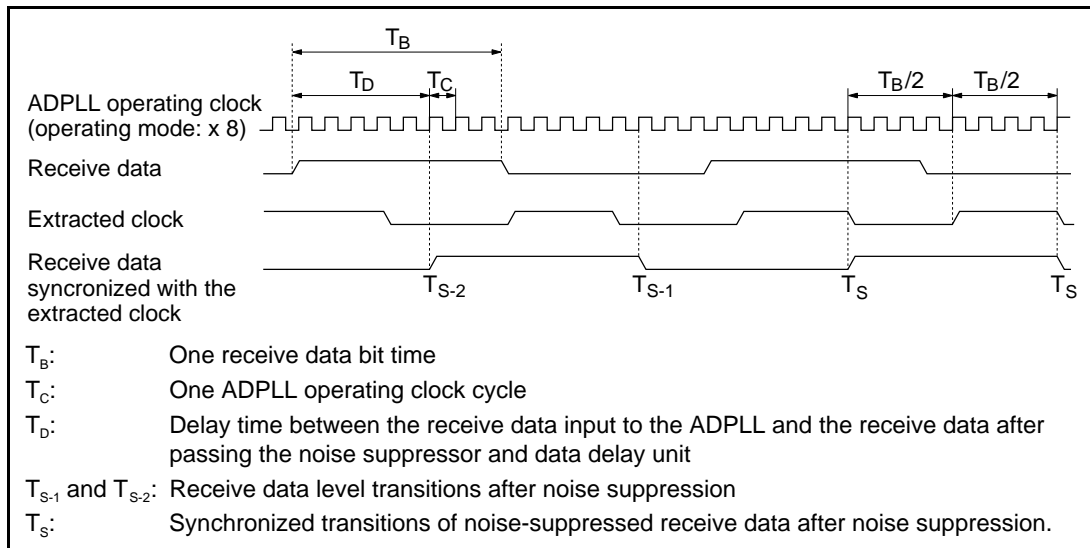 T_B
T_D
T_C
T_B/2
T_B/2
ADPLL operating clock
(operating mode: x 8)
Receive data
Extracted clock
Receive data
syncronized with the
extracted clock
T_S-2
T_S-1
T_S
T_S
T_B: One receive data bit time
T_C: One ADPLL operating clock cycle
T_D: Delay time between the receive data input to the ADPLL and the receive data after
passing the noise suppressor and data delay unit
T_S-1 and T_S-2: Receive data level transitions after noise suppression
T_S: Synchronized transitions of noise-suppressed receive data after noise suppression.